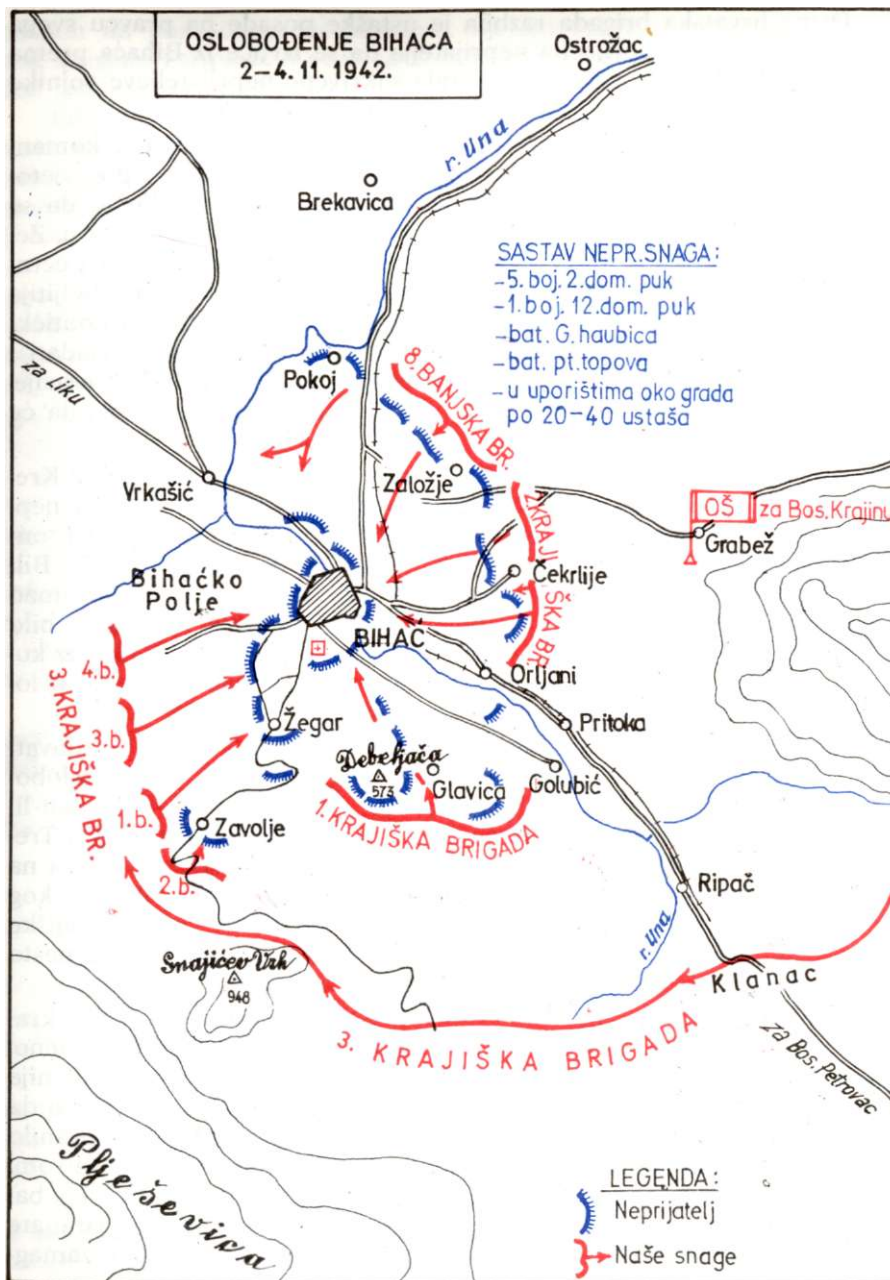 OSLOBOĐENJE BIHAĆA
2–4. 11. 1942.
Ostrožac
r. Una
Brekavica
SASTAV NEPR. SNAGA:
-5. boj. 2. dom. puk
-1. boj. 12. dom. puk
-bat. G. haubica
-bat. pt. topova
-u uporištima oko grada
po 20-40 ustaša
za Liku
Pokoj
8. BANJSKA BR.
Vrkašić
Založje
2. KRAJIŠKA BR.
OŠ za Bos. Krajinu
Grabež
Čekrlije
Bihaćko
Polje
BIHAĆ
Orljani
4.b.
3. KRAJIŠKA BR.
3.b.
Žegar
Pritoka
Debeljača
573
Glavica
Golubić
1.b.
Zavolje
1. KRAJIŠKA BRIGADA
2.b.
Ripač
Gnajićev Vrh
948
r. Una
Klanac
3. KRAJIŠKA BRIGADA
za Bos. Petrovac
Plješevica
LEGENDA:
Neprijatelj
Naše snage